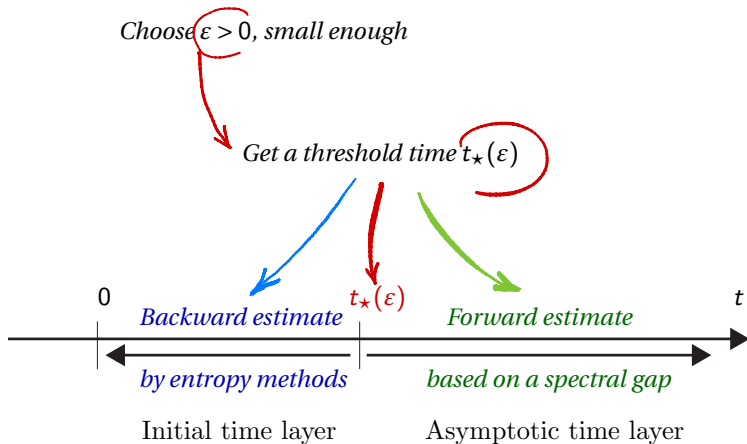 Choose ε > 0, small enough
Get a threshold time t⋆(ε)
0 t⋆(ε) t
Backward estimate Forward estimate
by entropy methods based on a spectral gap
Initial time layer Asymptotic time layer